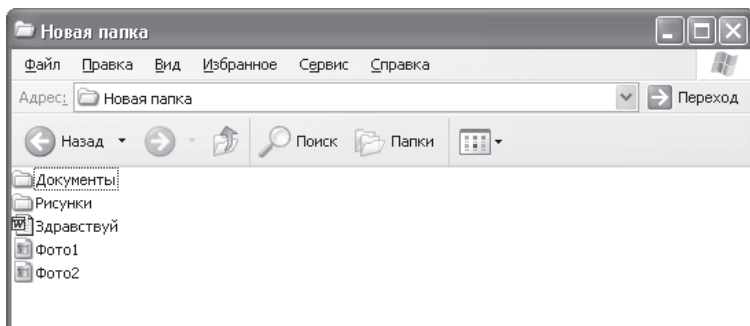 Новая папка
Файл Правка Вид Избранное Сервис Справка
Адрес: Новая папка Переход
Назад Поиск Папки
Документы
Рисунки
Здравствуй
Фото1
Фото2